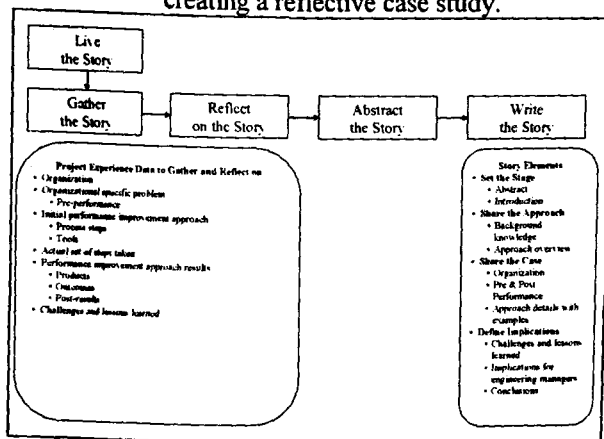 creating a reflective case study.
Live
the Story
Gather
the Story
Reflect
on the Story
Abstract
the Story
Write
the Story
Project Experience Data to Gather and Reflect on
• Organization
• Organizational specific problem
• Pre-performance
• Initial performance improvement approach
• Process steps
• Tools
• Actual set of steps taken
• Performance improvement approach results
• Products
• Outcomes
• Post-results
• Challenges and lessons learned
Story Elements
• Set the Stage
• Abstract
• Introduction
• Share the Approach
• Background
knowledge
• Approach overview
• Share the Case
• Organization
• Pre & Post
Performance
• Approach details with
examples
• Define Implications
• Challenges and lessons
learned
• Implications for
engineering managers
• Conclusions